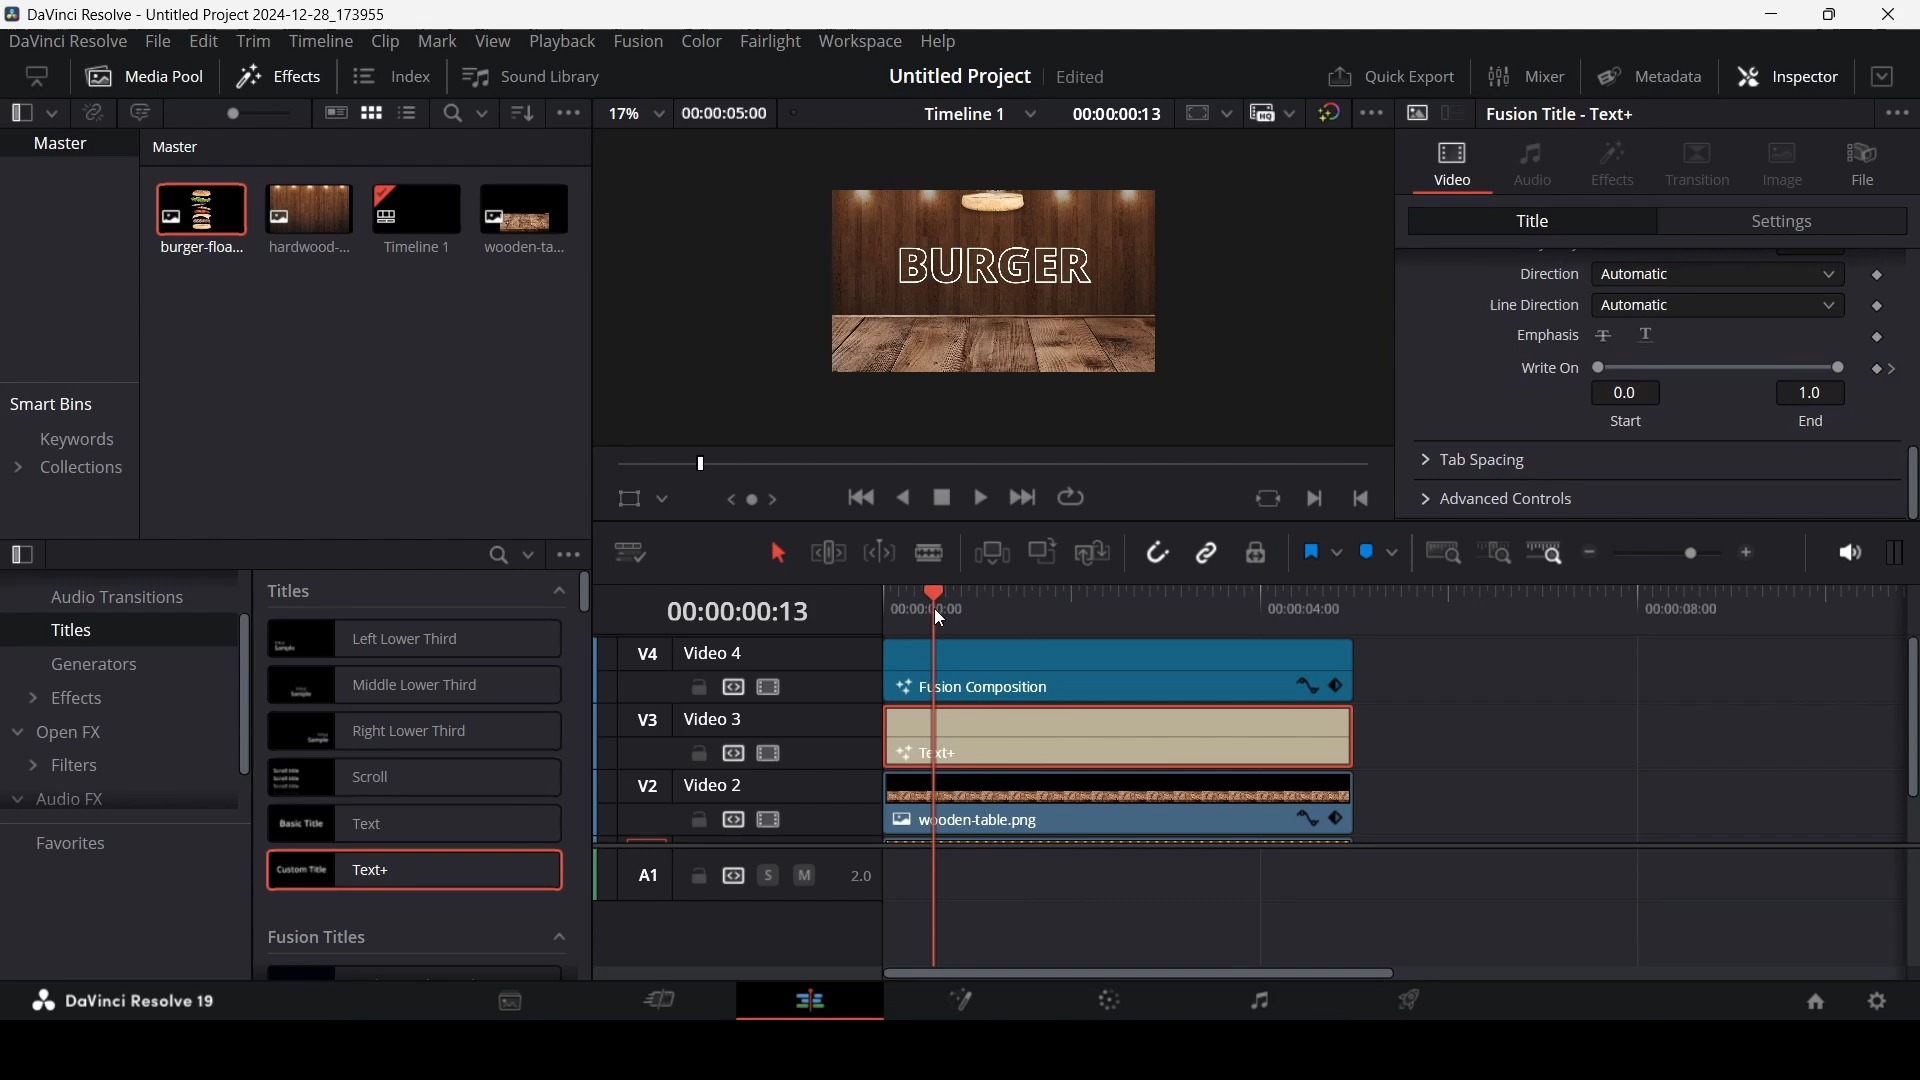 DaVinci Resolve - Untitled Project 2024-12-28_173955
DaVinci Resolve File Edit Trim Timeline Clip Mark View Playback Fusion Color Fairlight Workspace Help
Media Pool Effects Index Sound Library Untitled Project Edited Quick Export Mixer Metadata Inspector
17% 00:00:05:00 Timeline 1 00:00:00:13 Fusion Title - Text+
Master Master
Video Audio Effects Transition Image File
Title Settings
burger-floa... hardwood-... Timeline 1 wooden-ta...
BURGER
Direction Automatic
Line Direction Automatic
Emphasis T T
Write On
0.0 1.0
Start End
Smart Bins
Keywords
Collections
Tab Spacing
Advanced Controls
Audio Transitions
Titles
Generators
Effects
Open FX
Filters
Audio FX
Favorites
Titles
Left Lower Third
Middle Lower Third
Right Lower Third
Scroll
Basic Title Text
Custom Title Text+
Fusion Titles
00:00:00:13 00:00:00:00 00:00:04:00 00:00:08:00
V4 Video 4
Fusion Composition
V3 Video 3
Text+
V2 Video 2
wooden-table.png
A1 S M 2.0
DaVinci Resolve 19